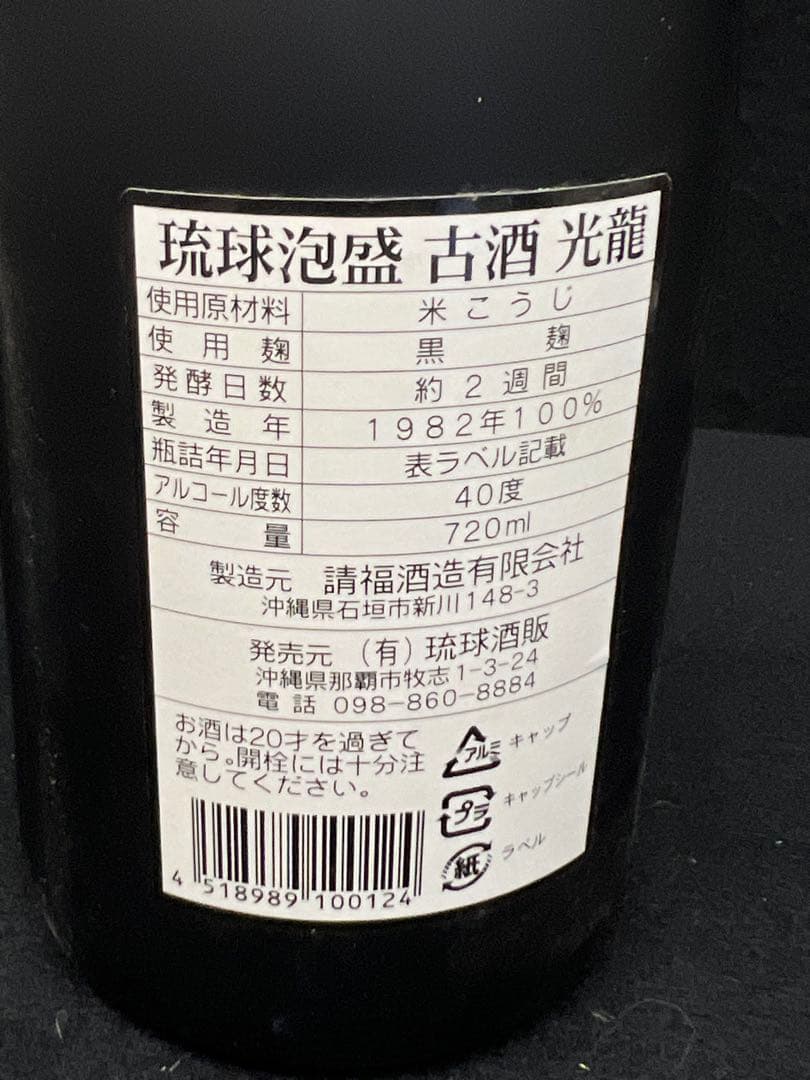 琉球泡盛 古酒 光龍
使用原材料 米こうじ
使用麹 黒麹
発酵日数 約2週間
製造年 1982年100%
瓶詰年月日 表ラベル記載
アルコール度数 40度
容量 720ml
製造元 請福酒造有限会社
沖縄県石垣市新川148-3
発売元 (有)琉球酒販
沖縄県那覇市牧志1-3-24
電話 098-860-8884
お酒は20才を過ぎて
から。開栓には十分注
意してください。
アルミ キャップ
プラ キャップシール
紙 ラベル
4 518989 100124